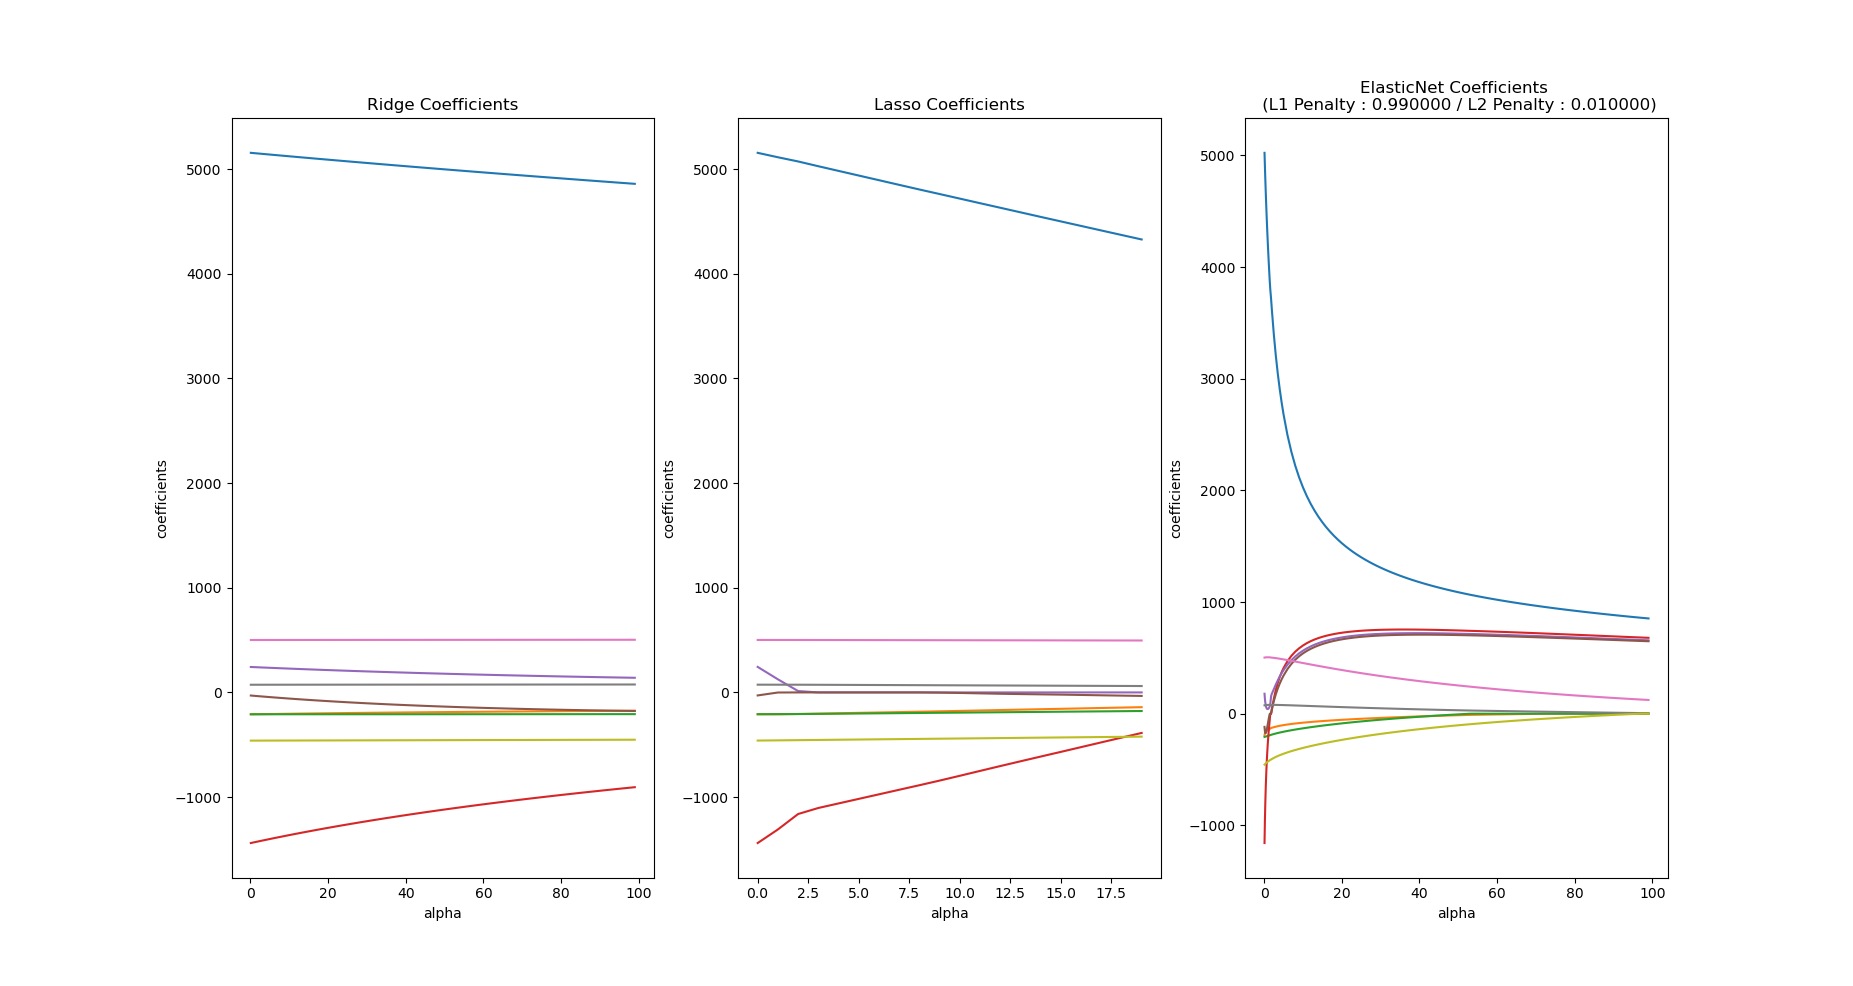 Ridge Coefficients
coefficients
5000
4000
3000
2000
1000
0
−1000
0 20 40 60 80 100
alpha
Lasso Coefficients
coefficients
5000
4000
3000
2000
1000
0
−1000
0.0 2.5 5.0 7.5 10.0 12.5 15.0 17.5
alpha
ElasticNet Coefficients
(L1 Penalty : 0.990000 / L2 Penalty : 0.010000)
coefficients
5000
4000
3000
2000
1000
0
−1000
0 20 40 60 80 100
alpha